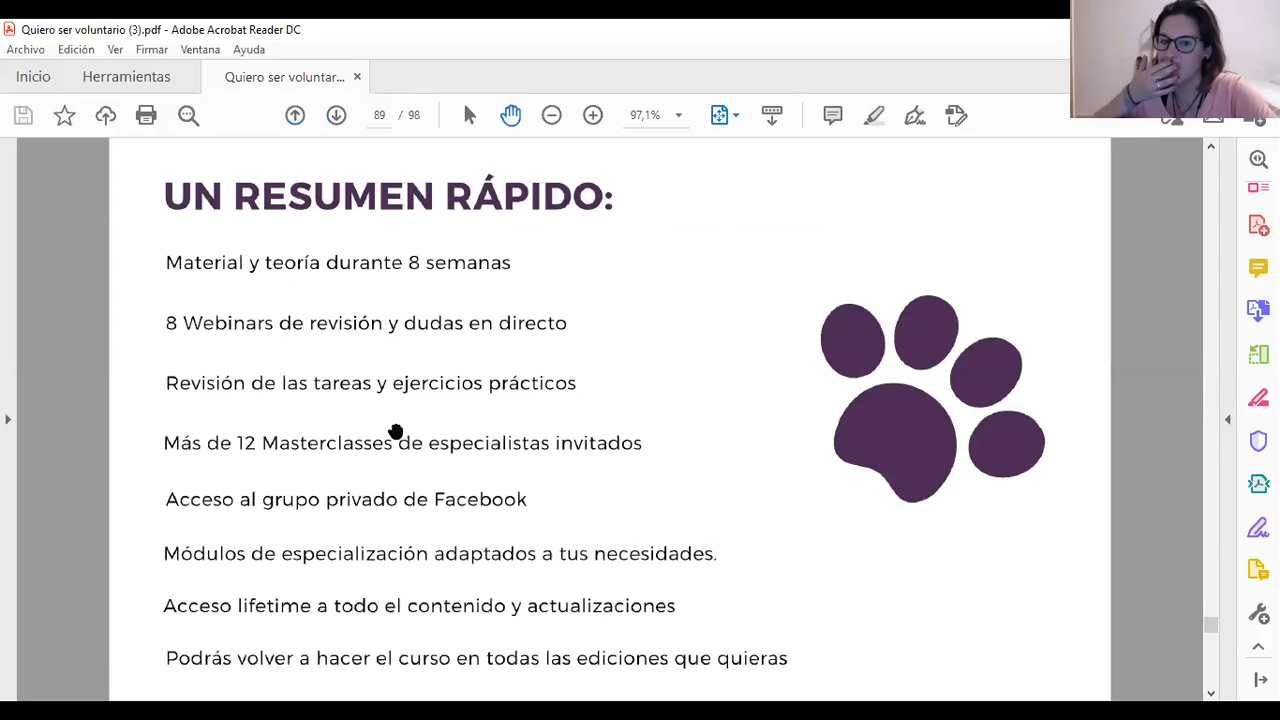 Quiero ser voluntario (3).pdf - Adobe Acrobat Reader DC
Archivo Edición Ver Firmar Ventana Ayuda
Inicio Herramientas Quiero ser voluntar... ×
89 / 98 97,1%
UN RESUMEN RÁPIDO:
Material y teoría durante 8 semanas
8 Webinars de revisión y dudas en directo
Revisión de las tareas y ejercicios prácticos
Más de 12 Masterclasses de especialistas invitados
Acceso al grupo privado de Facebook
Módulos de especialización adaptados a tus necesidades.
Acceso lifetime a todo el contenido y actualizaciones
Podrás volver a hacer el curso en todas las ediciones que quieras